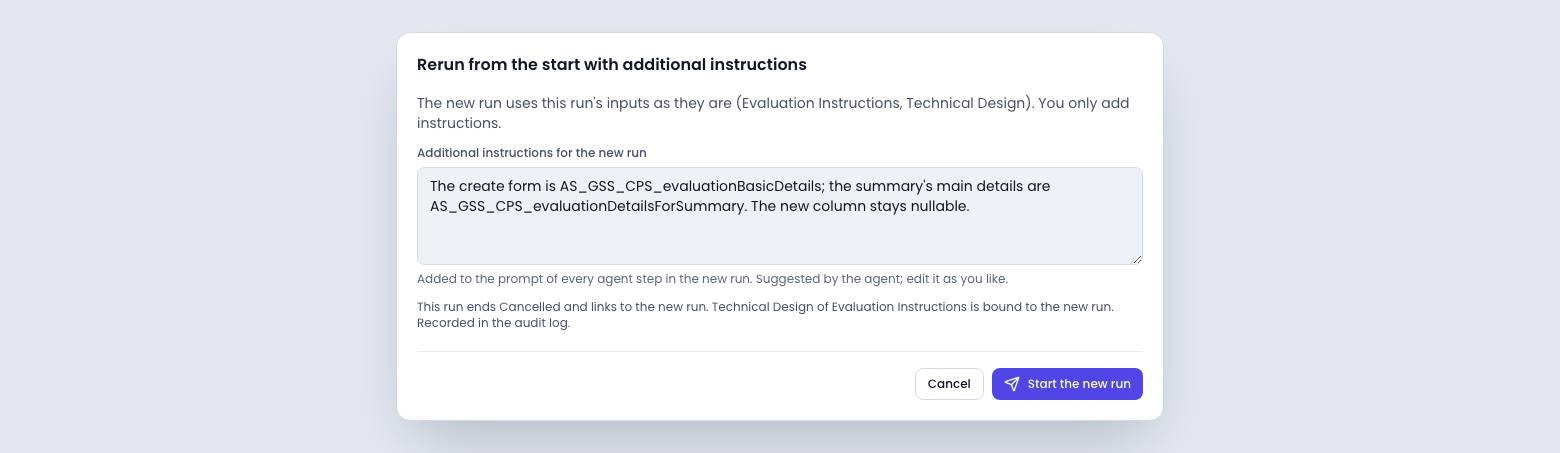 Rerun from the start with additional instructions
The new run uses this run's inputs as they are (Evaluation Instructions, Technical Design). You only add
instructions.
Additional instructions for the new run
The create form is AS_GSS_CPS_evaluationBasicDetails; the summary's main details are
AS_GSS_CPS_evaluationDetailsForSummary. The new column stays nullable.
Added to the prompt of every agent step in the new run. Suggested by the agent; edit it as you like.
This run ends Cancelled and links to the new run. Technical Design of Evaluation Instructions is bound to the new run.
Recorded in the audit log.
Cancel
Start the new run